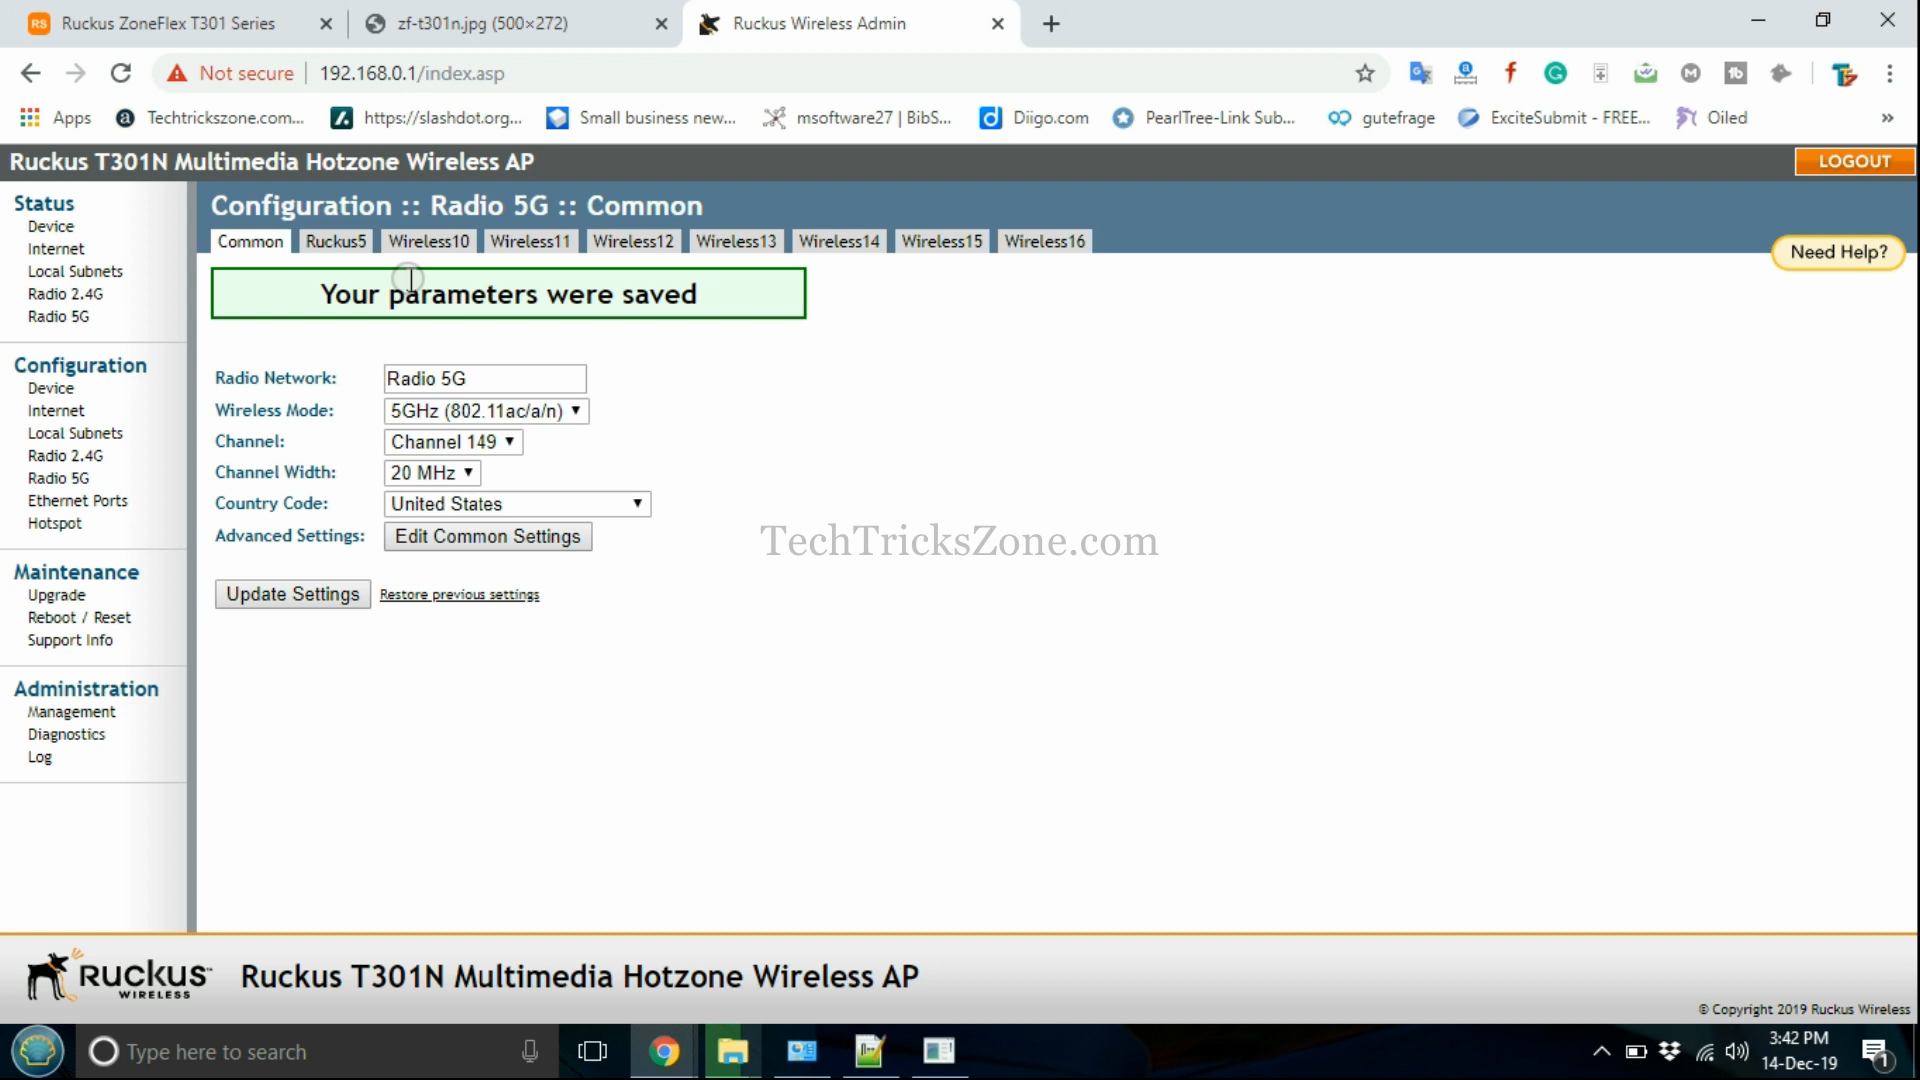 Ruckus ZoneFlex T301 Series
zf-t301n.jpg (500×272)
Ruckus Wireless Admin
Not secure
192.168.0.1/index.asp
Apps
Techtrickszone.com...
https://slashdot.org...
Small business new...
msoftware27 | BibS...
Diigo.com
PearlTree-Link Sub...
gutefrage
ExciteSubmit - FREE...
Oiled
»
Ruckus T301N Multimedia Hotzone Wireless AP
LOGOUT
Status
Device
Internet
Local Subnets
Radio 2.4G
Radio 5G
Configuration
Device
Internet
Local Subnets
Radio 2.4G
Radio 5G
Ethernet Ports
Hotspot
Maintenance
Upgrade
Reboot / Reset
Support Info
Administration
Management
Diagnostics
Log
Configuration :: Radio 5G :: Common
Common Ruckus5 Wireless10 Wireless11 Wireless12 Wireless13 Wireless14 Wireless15 Wireless16
Need Help?
Your parameters were saved
Radio Network: Radio 5G
Wireless Mode: 5GHz (802.11ac/a/n)
Channel: Channel 149
Channel Width: 20 MHz
Country Code: United States
Advanced Settings: Edit Common Settings
Update Settings Restore previous settings
TechTricksZone.com
RUCKUS™
WIRELESS
Ruckus T301N Multimedia Hotzone Wireless AP
© Copyright 2019 Ruckus Wireless
Type here to search
3:42 PM
14-Dec-19
1